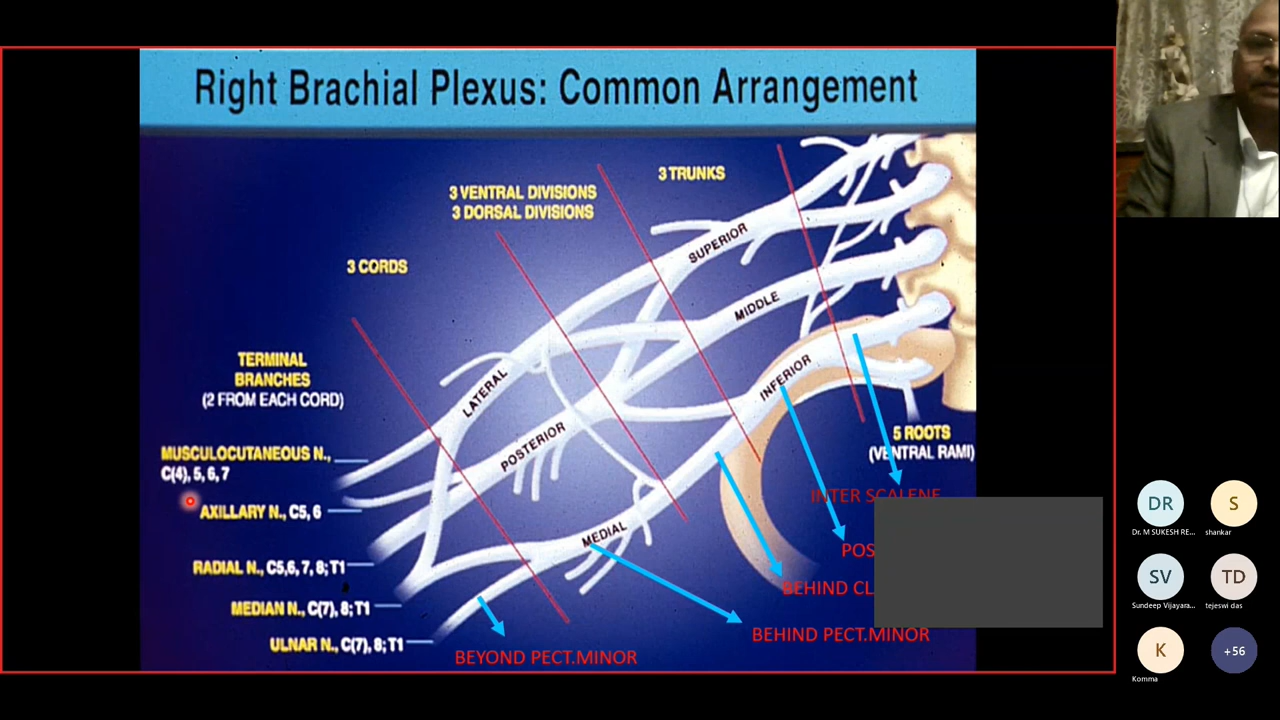 Right Brachial Plexus: Common Arrangement
3 TRUNKS
3 VENTRAL DIVISIONS
3 DORSAL DIVISIONS
3 CORDS
SUPERIOR
MIDDLE
INFERIOR
LATERAL
POSTERIOR
MEDIAL
TERMINAL
BRANCHES
(2 FROM EACH CORD)
MUSCULOCUTANEOUS N.,
C(4), 5, 6, 7
AXILLARY N., C5, 6
RADIAL N., C5,6, 7, 8; T1
MEDIAN N., C(7), 8; T1
ULNAR N., C(7), 8; T1
5 ROOTS
(VENTRAL RAMI)
INTER SCALENE
BEHIND
BEHIND PECT.MINOR
BEYOND PECT.MINOR
DR
Dr. M SUKESH RE...
S
shankar
SV
Sundeep Vijayara...
TD
tejeswi das
K
Komma
+56